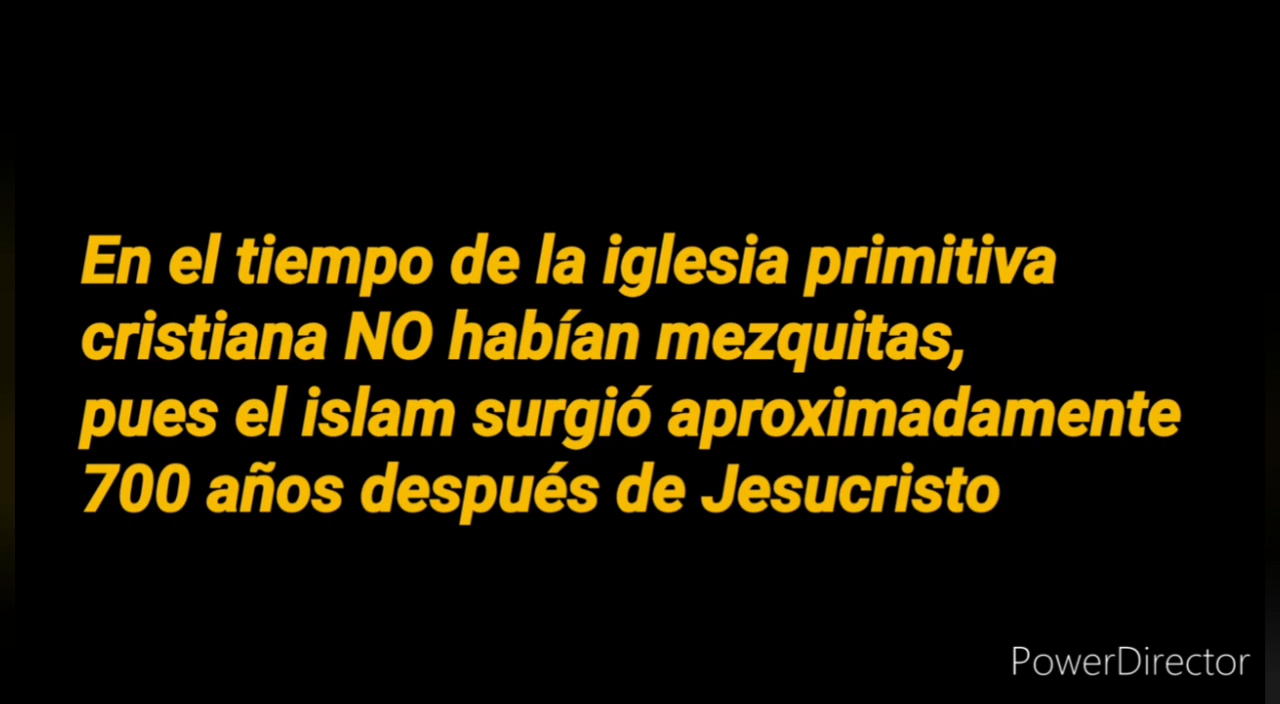 En el tiempo de la iglesia primitiva
cristiana NO habían mezquitas,
pues el islam surgió aproximadamente
700 años después de Jesucristo
PowerDirector